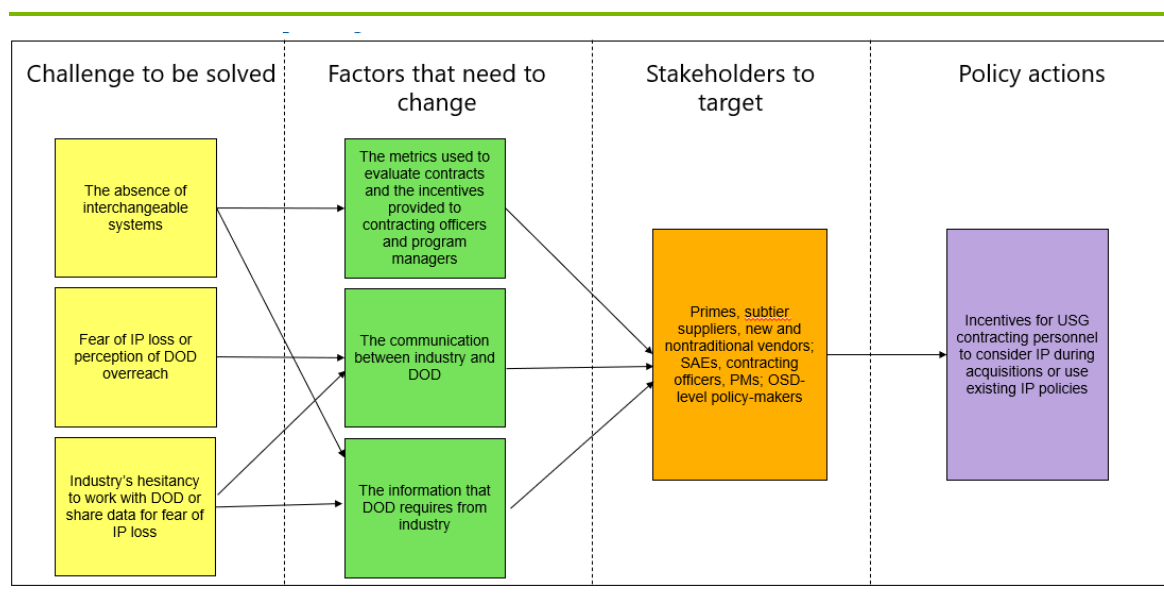 Challenge to be solved
Factors that need to
change
Stakeholders to
target
Policy actions
The absence of
interchangeable
systems
Fear of IP loss or
perception of DOD
overreach
Industry's hesitancy
to work with DOD or
share data for fear of
IP loss
The metrics used to
evaluate contracts
and the incentives
provided to
contracting officers
and program
managers
The communication
between industry and
DOD
The information that
DOD requires from
industry
Primes, subtier
suppliers, new and
nontraditional vendors;
SAEs, contracting
officers, PMs; OSD-
level policy-makers
Incentives for USG
contracting personnel
to consider IP during
acquisitions or use
existing IP policies